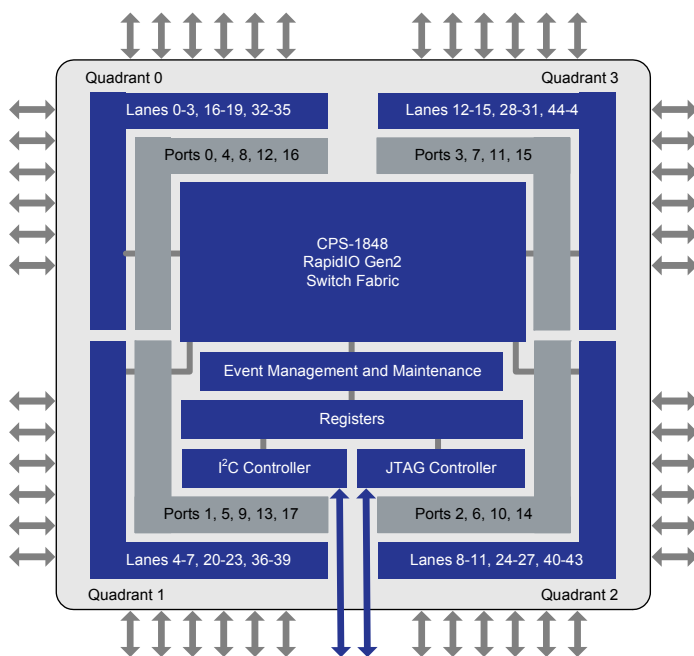 Quadrant 0
Quadrant 3
Lanes 0-3, 16-19, 32-35
Lanes 12-15, 28-31, 44-4
Ports 0, 4, 8, 12, 16
Ports 3, 7, 11, 15
CPS-1848
RapidIO Gen2
Switch Fabric
Event Management and Maintenance
Registers
I²C Controller
JTAG Controller
Ports 1, 5, 9, 13, 17
Ports 2, 6, 10, 14
Lanes 4-7, 20-23, 36-39
Lanes 8-11, 24-27, 40-43
Quadrant 1
Quadrant 2